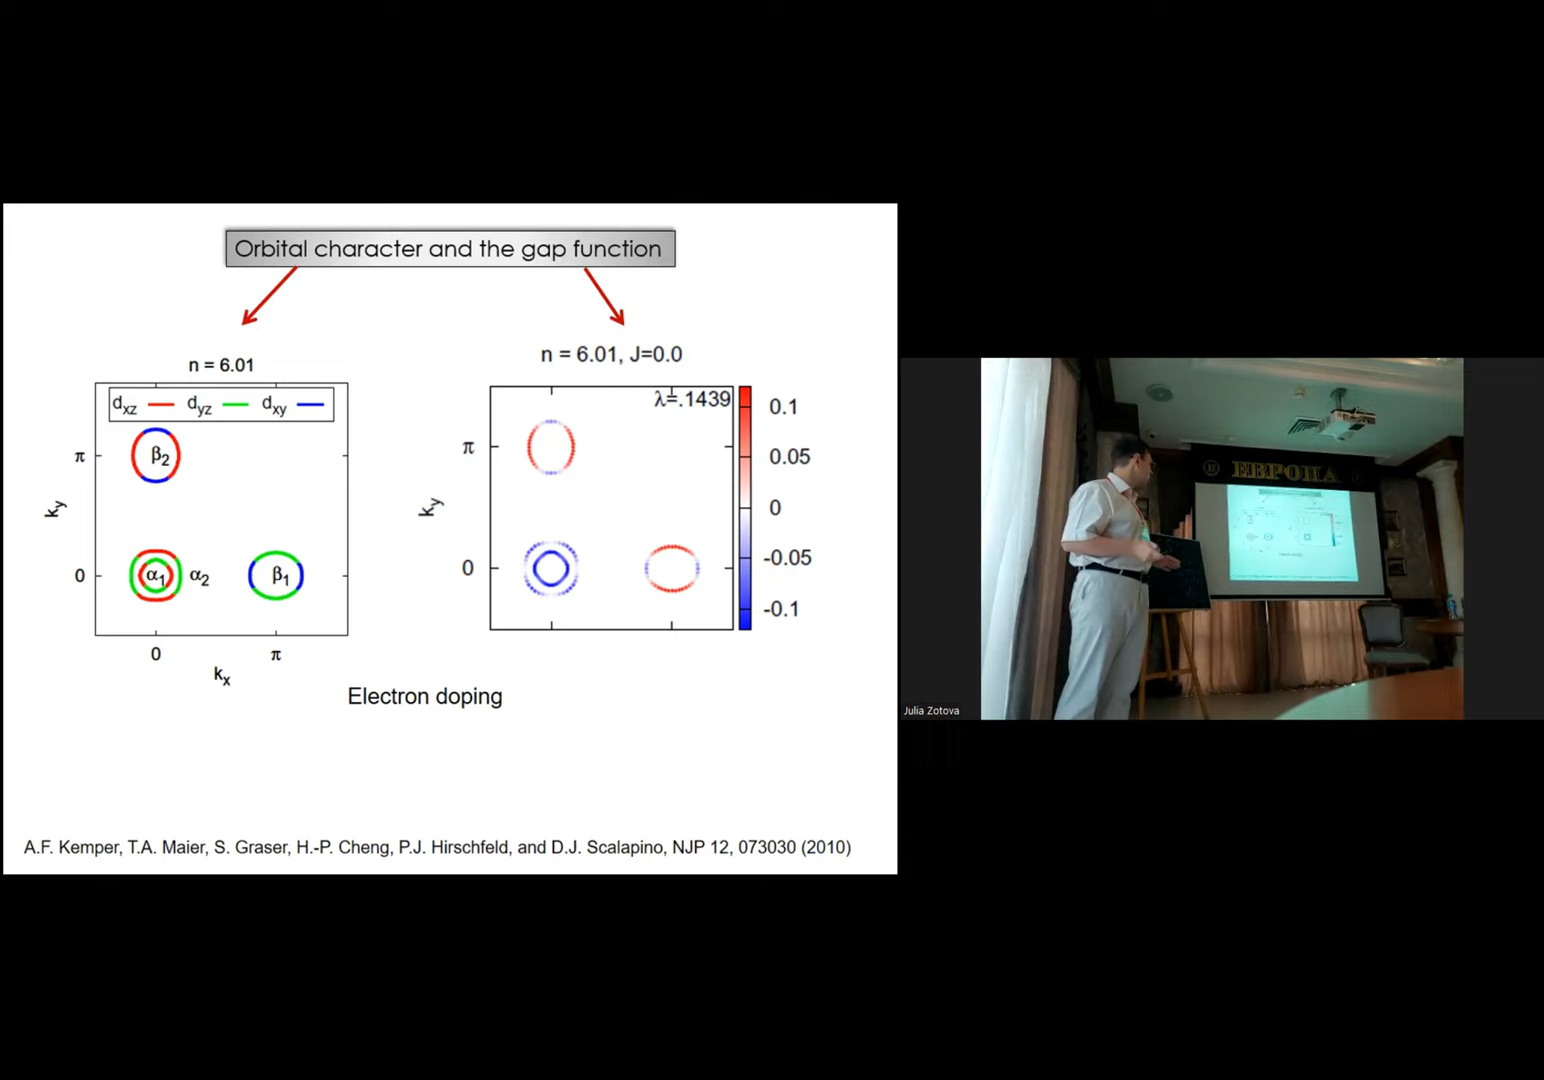 Orbital character and the gap function
n = 6.01
d_xz d_yz d_xy
β₂
π
k_y
0
α₁ α₂ β₁
0 π
k_x
n = 6.01, J=0.0
λ=.1439
π
k_y
0
0.1
0.05
0
-0.05
-0.1
Electron doping
A.F. Kemper, T.A. Maier, S. Graser, H.-P. Cheng, P.J. Hirschfeld, and D.J. Scalapino, NJP 12, 073030 (2010)
ЕВРОПА
Julia Zotova